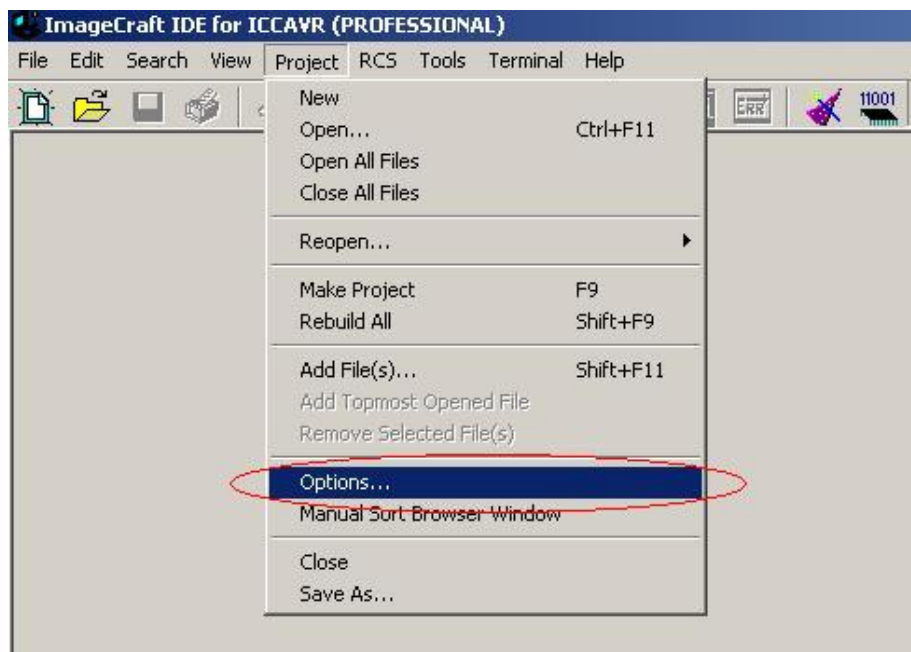 ImageCraft IDE for ICCAVR (PROFESSIONAL)
File Edit Search View Project RCS Tools Terminal Help
ERR 11001
New
Open... Ctrl+F11
Open All Files
Close All Files
Reopen...
Make Project F9
Rebuild All Shift+F9
Add File(s)... Shift+F11
Add Topmost Opened File
Remove Selected File(s)
Options...
Manual Sort Browser Window
Close
Save As...